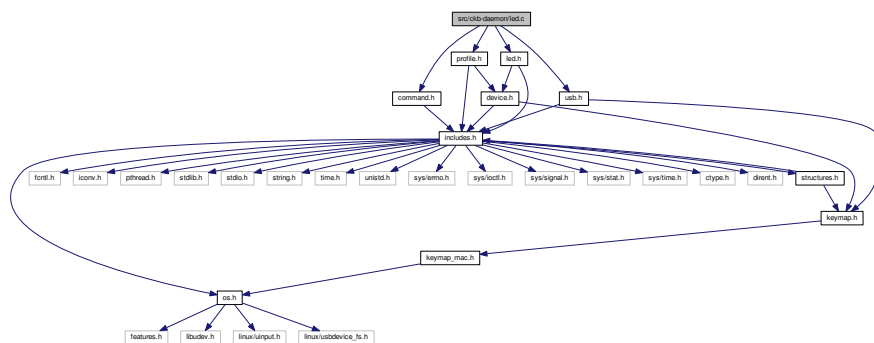 src/ckb-daemon/led.c
profile.h
led.h
command.h
device.h
usb.h
includes.h
fcntl.h
iconv.h
pthread.h
stdlib.h
stdio.h
string.h
time.h
unistd.h
sys/errno.h
sys/ioctl.h
sys/signal.h
sys/stat.h
sys/time.h
ctype.h
dirent.h
structures.h
keymap.h
keymap_mac.h
os.h
features.h
libudev.h
linux/uinput.h
linux/usbdevice_fs.h